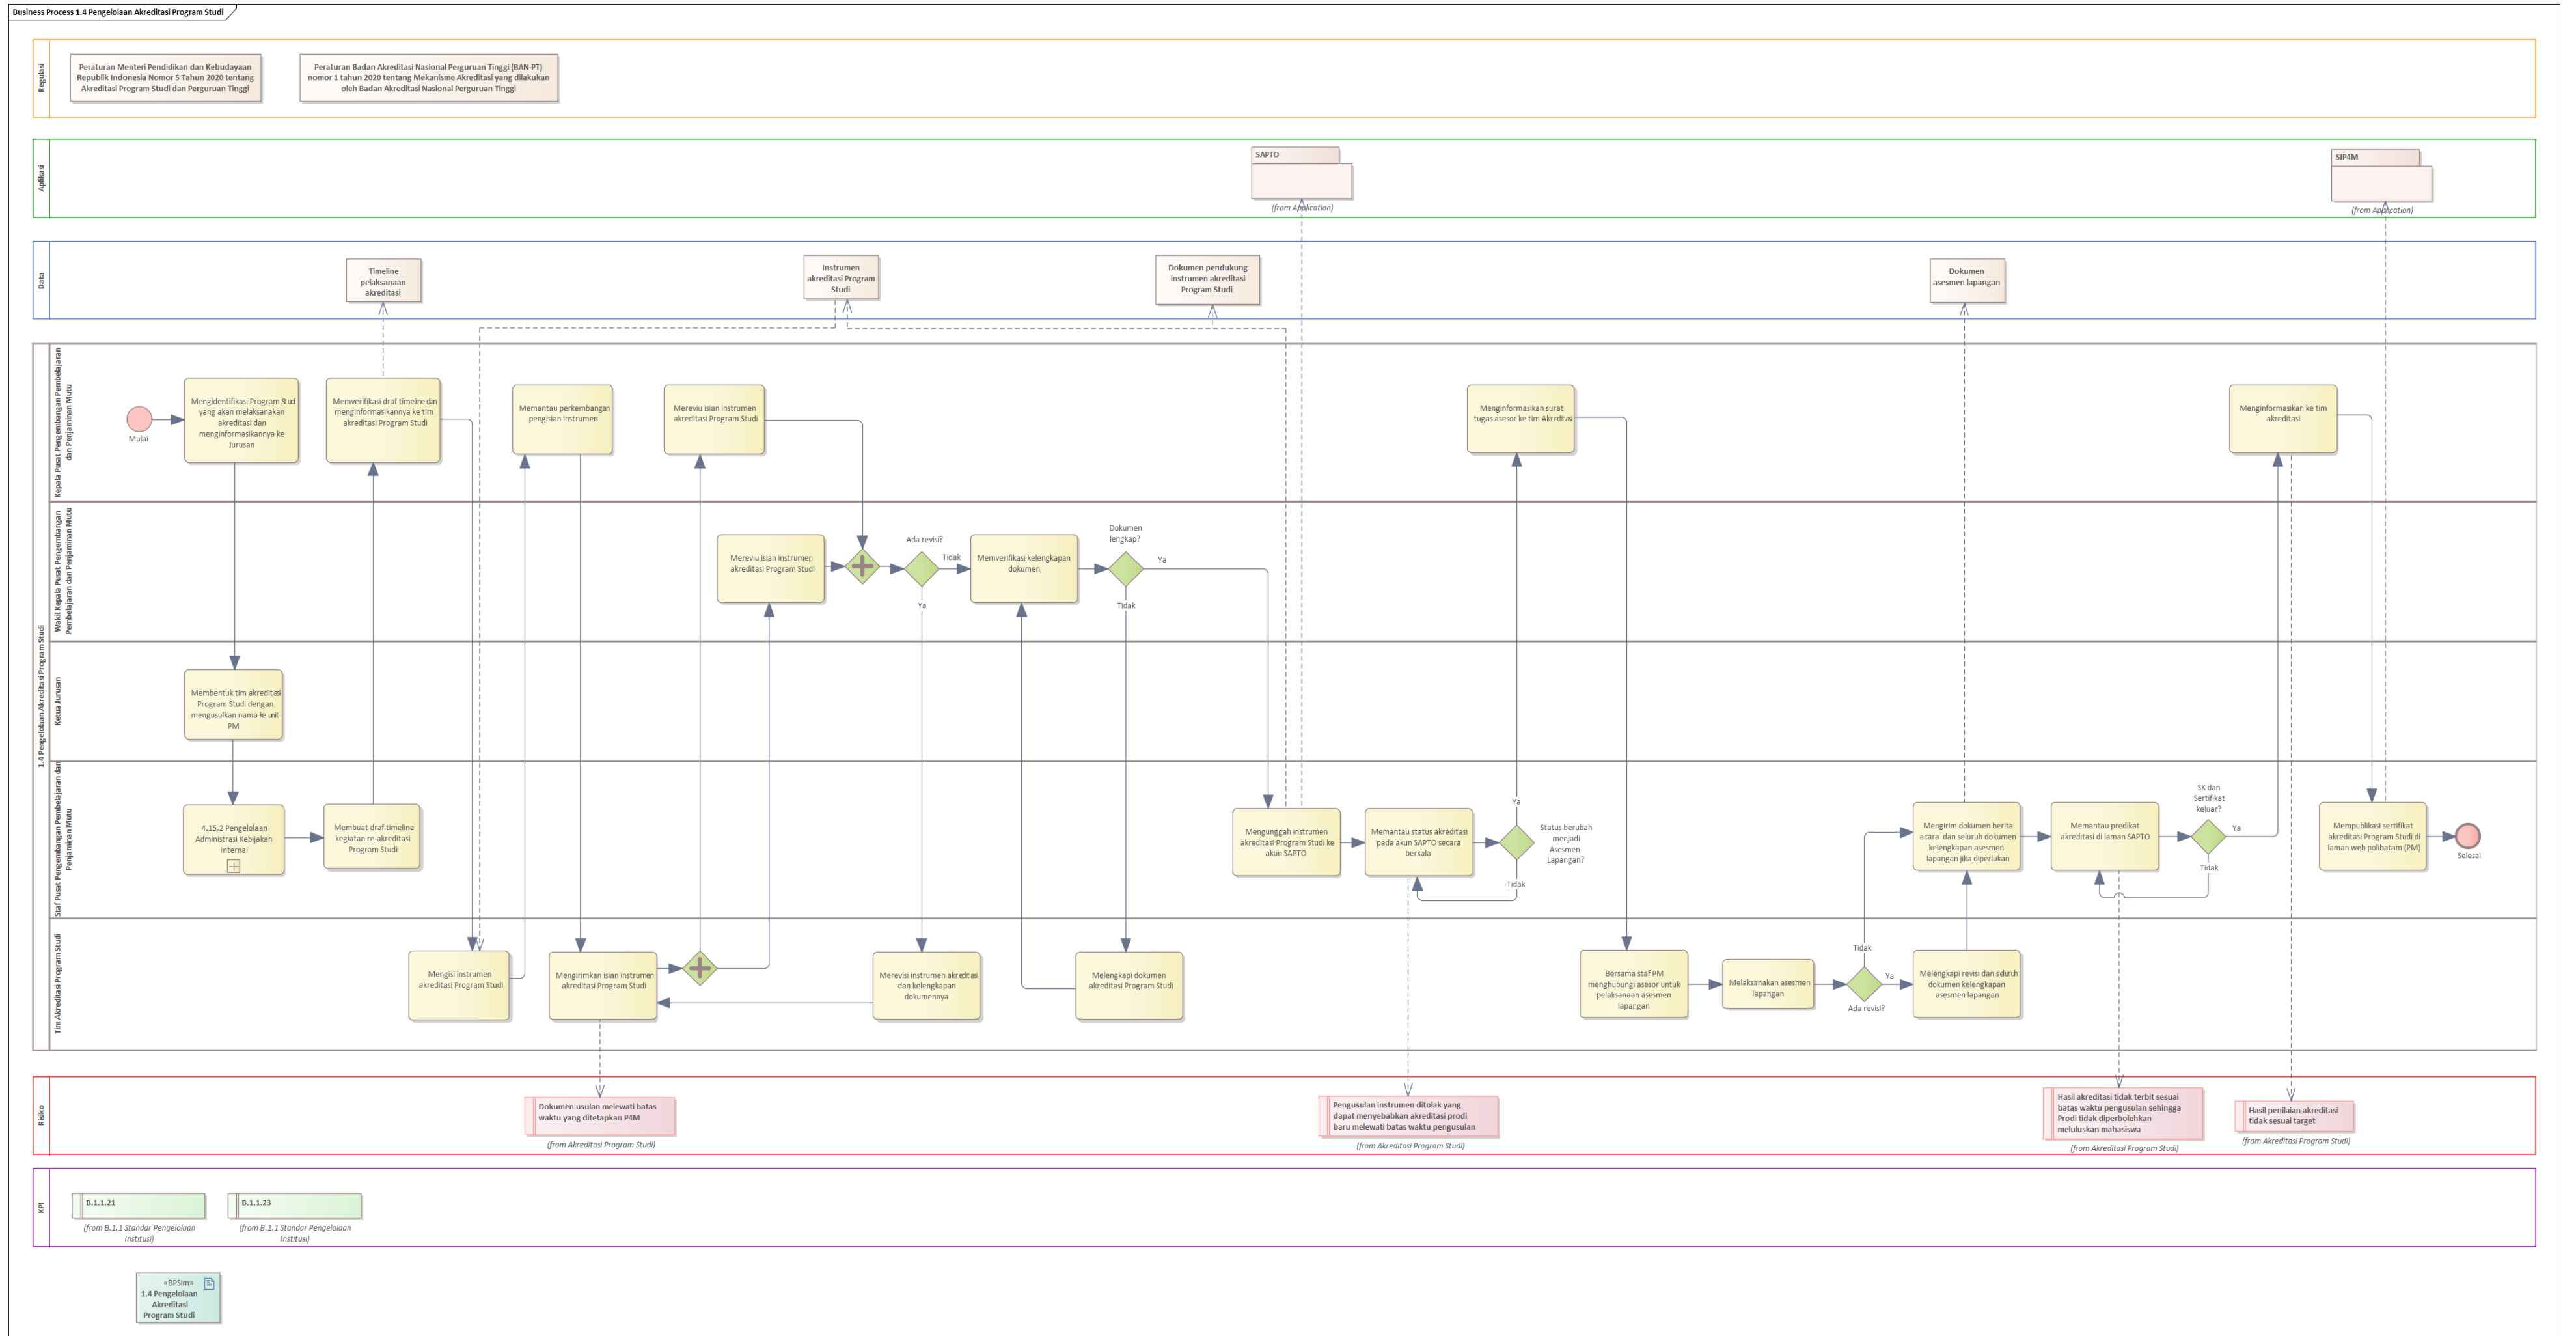 Business Process 1.4 Pengelolaan Akreditasi Program Studi
Regulasi
Peraturan Menteri Pendidikan dan Kebudayaan
Republik Indonesia Nomor 5 Tahun 2020 tentang
Akreditasi Program Studi dan Perguruan Tinggi
Peraturan Badan Akreditasi Nasional Perguruan Tinggi (BAN-PT)
nomor 1 tahun 2020 tentang Mekanisme Akreditasi yang dilakukan
oleh Badan Akreditasi Nasional Perguruan Tinggi
Aplikasi
SAPTO
(from Application)
SIP4M
(from Application)
Data
Timeline
pelaksanaan
akreditasi
Instrumen
akreditasi Program
Studi
Dokumen pendukung
instrumen akreditasi
Program Studi
Dokumen
asesmen lapangan
1.4 Pengelolaan Akreditasi Program Studi
Kepala Pusat Pengembangan Pembelajaran
dan Penjaminan Mutu
Mulai
Mengidentifikasi Program Studi
yang akan melaksanakan
akreditasi dan
menginformasikannya ke
Jurusan
Memverifikasi draf timeline dan
menginformasikannya ke tim
akreditasi Program Studi
Memantau perkembangan
pengisian instrumen
Mereviu isian instrumen
akreditasi Program Studi
Menginformasikan surat
tugas asesor ke tim Akreditasi
Menginformasikan ke tim
akreditasi
Wakil Kepala Pusat Pengembangan
Pembelajaran dan Penjaminan Mutu
Mereviu isian instrumen
akreditasi Program Studi
Ada revisi?
Tidak
Ya
Memverifikasi kelengkapan
dokumen
Dokumen
lengkap?
Ya
Tidak
Ketua Jurusan
Membentuk tim akreditasi
Program Studi dengan
mengusulkan nama ke unit
PM
Staf Pusat Pengembangan Pembelajaran dan
Penjaminan Mutu
4.15.2 Pengelolaan
Administrasi Kebijakan
internal
Membuat draf timeline
kegiatan re-akreditasi
Program Studi
Mengunggah instrumen
akreditasi Program Studi ke
akun SAPTO
Memantau status akreditasi
pada akun SAPTO secara
berkala
Ya
Status berubah
menjadi
Asesmen
Lapangan?
Tidak
Mengirim dokumen berita
acara dan seluruh dokumen
kelengkapan asesmen
lapangan jika diperlukan
Memantau predikat
akreditasi di laman SAPTO
SK dan
Sertifikat
keluar?
Ya
Tidak
Mempublikasi sertifikat
akreditasi Program Studi di
laman web polibatam (PM)
Selesai
Tim Akreditasi Program Studi
Mengisi instrumen
akreditasi Program Studi
Mengirimkan isian instrumen
akreditasi Program Studi
Merevisi instrumen akreditasi
dan kelengkapan
dokumennya
Melengkapi dokumen
akreditasi Program Studi
Bersama staf PM
menghubungi asesor untuk
pelaksanaan asesmen
lapangan
Melaksanakan asesmen
lapangan
Tidak
Ya
Ada revisi?
Melengkapi revisi dan seluruh
dokumen kelengkapan
asesmen lapangan
Risiko
Dokumen usulan melewati batas
waktu yang ditetapkan P4M
(from Akreditasi Program Studi)
Pengusulan instrumen ditolak yang
dapat menyebabkan akreditasi prodi
baru melewati batas waktu pengusulan
(from Akreditasi Program Studi)
Hasil akreditasi tidak terbit sesuai
batas waktu pengusulan sehingga
Prodi tidak diperbolehkan
meluluskan mahasiswa
(from Akreditasi Program Studi)
Hasil penilaian akreditasi
tidak sesuai target
(from Akreditasi Program Studi)
KPI
B.1.1.21
(from B.1.1 Standar Pengelolaan
Institusi)
B.1.1.23
(from B.1.1 Standar Pengelolaan
Institusi)
«BPSim»
1.4 Pengelolaan
Akreditasi
Program Studi